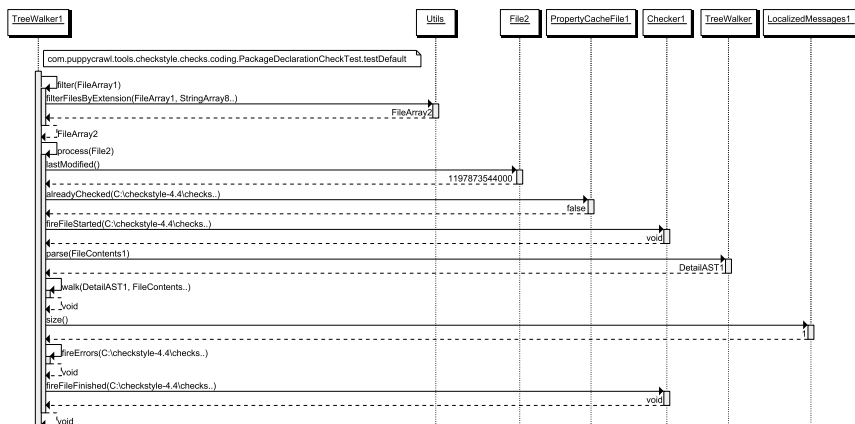 TreeWalker1
Utils
File2
PropertyCacheFile1
Checker1
TreeWalker
LocalizedMessages1
com.puppycrawl.tools.checkstyle.checks.coding.PackageDeclarationCheckTest.testDefault
filter(FileArray1)
filterFilesByExtension(FileArray1, StringArray8..)
FileArray2
FileArray2
process(File2)
lastModified()
1197873544000
alreadyChecked(C:\checkstyle-4.4\checks..)
false
fireFileStarted(C:\checkstyle-4.4\checks..)
void
parse(FileContents1)
DetailAST1
walk(DetailAST1, FileContents..)
void
size()
1
fireErrors(C:\checkstyle-4.4\checks..)
void
fireFileFinished(C:\checkstyle-4.4\checks..)
void
void